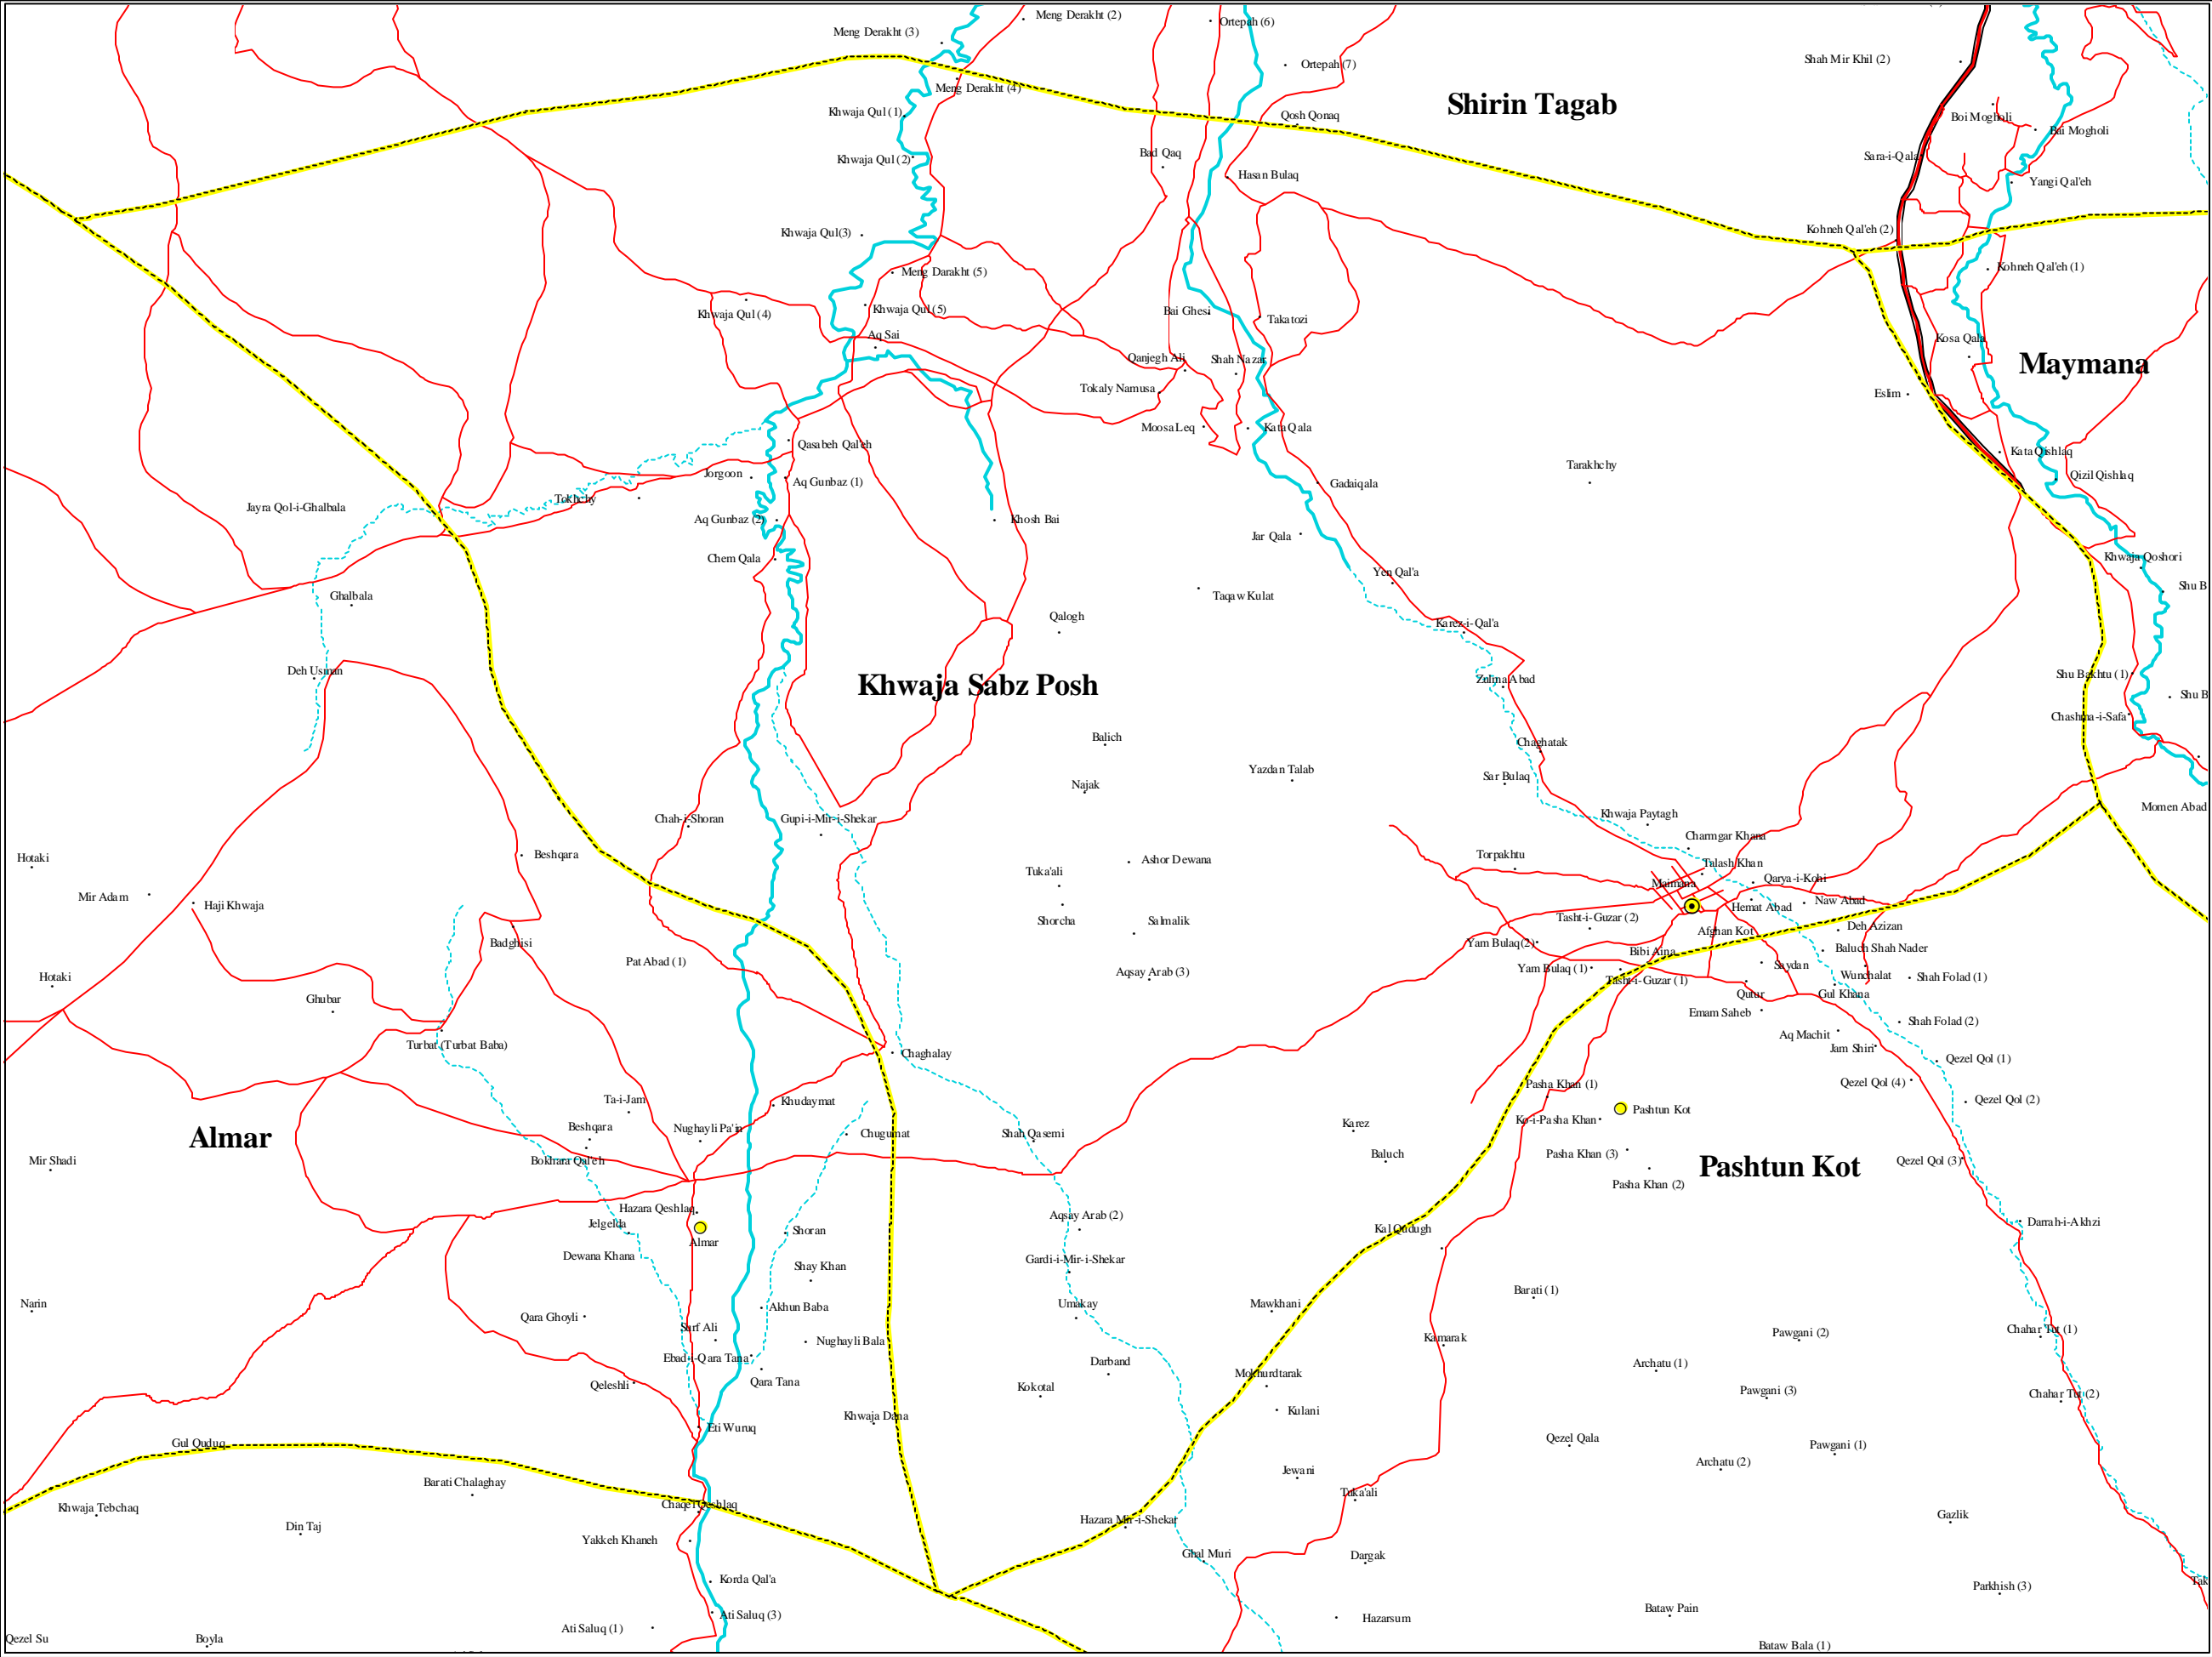 Meng Derakht (2)
Meng Derakht (3)
Ortepah (6)
Shah Mir Khil (2)
Ortepah (7)
Meng Derakht (4)
Shirin Tagab
Khwaja Qul (1)
Qosh Qonaq
Boi Mogholi
Bai Mogholi
Khwaja Qul (2)
Bad Qaq
Sara-i-Qala
Hasan Bulaq
Yangi Qal'eh
Khwaja Qul(3)
Kohneh Qal'eh (2)
Meng Darakht (5)
Kohneh Qal'eh (1)
Khwaja Qul (4)
Khwaja Qul (5)
Bai Ghesi
Takatozi
Aq Sai
Kosa Qala
Qanjegh Ali
Shah Nazar
Maymana
Tokaly Namusa
Eslim
Moosa Leq
Kata Qala
Qasabeh Qal'eh
Kata Qishlaq
Tarakhchy
Jorgoon
Aq Gunbaz (1)
Gadaiqala
Qizil Qishlaq
Tokhchy
Jayra Qol-i-Ghalbala
Aq Gunbaz (2)
Khosh Bai
Jar Qala
Chem Qala
Khwaja Qoshori
Yen Qal'a
Shu B
Ghalbala
Taqaw Kulat
Qalogh
Karez-i-Qal'a
Deh Usman
Khwaja Sabz Posh
Zulina Abad
Shu Bakhtu (1)
Shu B
Chashma-i-Safa
Balich
Chaghatak
Yazdan Talab
Sar Bulaq
Najak
Momen Abad
Chah-i-Shoran
Gupi-i-Mir-i-Shekar
Khwaja Paytagh
Charmgar Khana
Hotaki
Beshqara
Ashor Dewana
Torpakhtu
Talash Khan
Tuka'ali
Maimana
Qarya-i-Kohi
Mir Adam
Haji Khwaja
Hemat Abad
Naw Abad
Shorcha
Salmalik
Tasht-i-Guzar (2)
Deh Azizan
Badghisi
Afghan Kot
Yam Bulaq(2)
Bibi Aina
Baluch Shah Nader
Pat Abad (1)
Aqsay Arab (3)
Yam Bulaq (1)
Saydan
Wunchalat
Shah Folad (1)
Hotaki
Tasht-i-Guzar (1)
Qutur
Gul Khana
Ghubar
Emam Saheb
Shah Folad (2)
Aq Machit
Turbat (Turbat Baba)
Jam Shiri
Chaghalay
Qezel Qol (1)
Pasha Khan (1)
Qezel Qol (4)
Ta-i-Jam
Khudaymat
Pashtun Kot
Qezel Qol (2)
Ko-i-Pasha Khan
Karez
Beshqara
Nughayli Pa'in
Chugumat
Shah Qasemi
Almar
Pasha Khan (3)
Baluch
Mir Shadi
Bokhara Qal'eh
Pashtun Kot
Qezel Qol (3)
Pasha Khan (2)
Hazara Qeshlaq
Aqsay Arab (2)
Jelgelda
Darrah-i-Akhzi
Shoran
Kal Qudugh
Almar
Dewana Khana
Gardi-i-Mir-i-Shekar
Shay Khan
Barati (1)
Narin
Akhun Baba
Umakay
Mawkhani
Qara Ghoyli
Surf Ali
Nughayli Bala
Kamarak
Pawgani (2)
Chahar Tut (1)
Ebad-i-Qara Tana
Darband
Archatu (1)
Mokhurdtarak
Qeleshli
Qara Tana
Kokotal
Pawgani (3)
Chahar Tut (2)
Kulani
Khwaja Dana
Eti Wuruq
Qezel Qala
Gul Quduq
Pawgani (1)
Archatu (2)
Jewani
Barati Chalaghay
Tuka'ali
Khwaja Tebchaq
Chaqel Qeshlaq
Gazlik
Din Taj
Hazara Mir-i-Shekar
Yakkeh Khaneh
Ghal Muri
Dargak
Korda Qal'a
Parkhish (3)
Tak
Bataw Pain
Ati Saluq (3)
Hazarsum
Ati Saluq (1)
Qezel Su
Boyla
Bataw Bala (1)